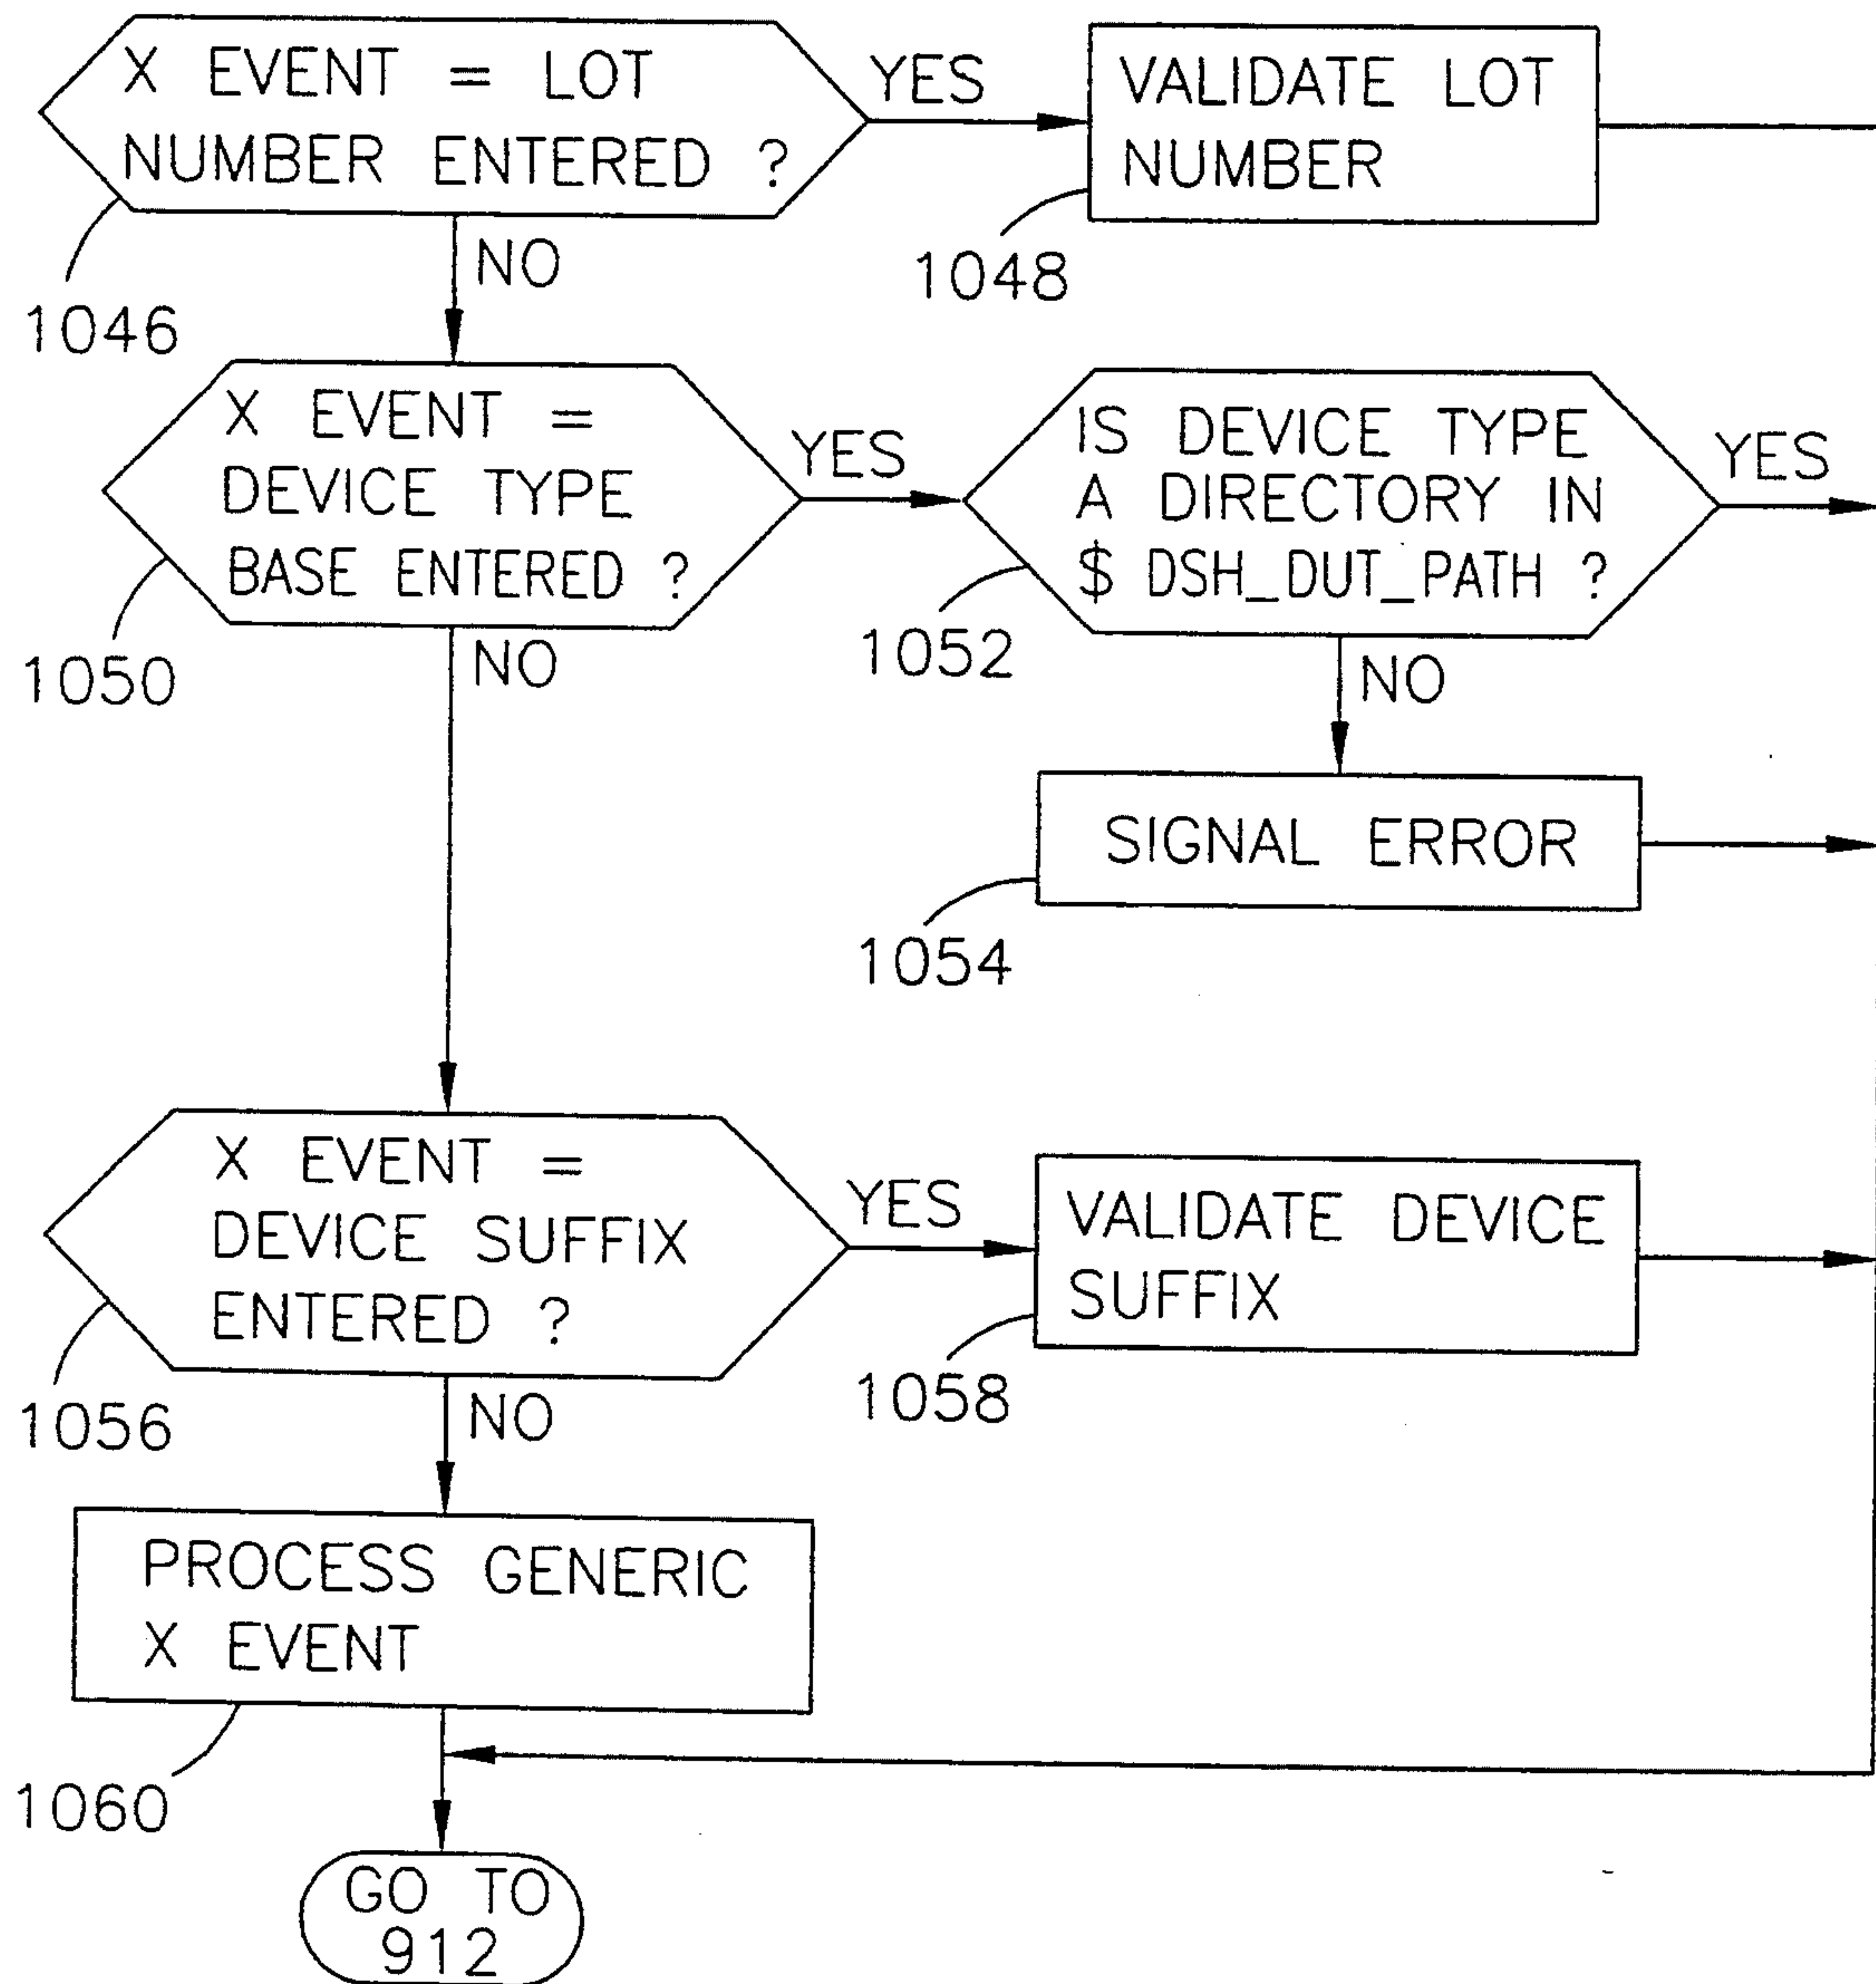 X EVENT = LOT
NUMBER ENTERED ?
YES
VALIDATE LOT
NUMBER
1046
NO
1048
X EVENT =
DEVICE TYPE
BASE ENTERED ?
YES
IS DEVICE TYPE
A DIRECTORY IN
$ DSH_DUT_PATH ?
YES
1050
NO
1052
NO
SIGNAL ERROR
1054
X EVENT =
DEVICE SUFFIX
ENTERED ?
YES
VALIDATE DEVICE
SUFFIX
1056
NO
1058
PROCESS GENERIC
X EVENT
1060
GO TO
912